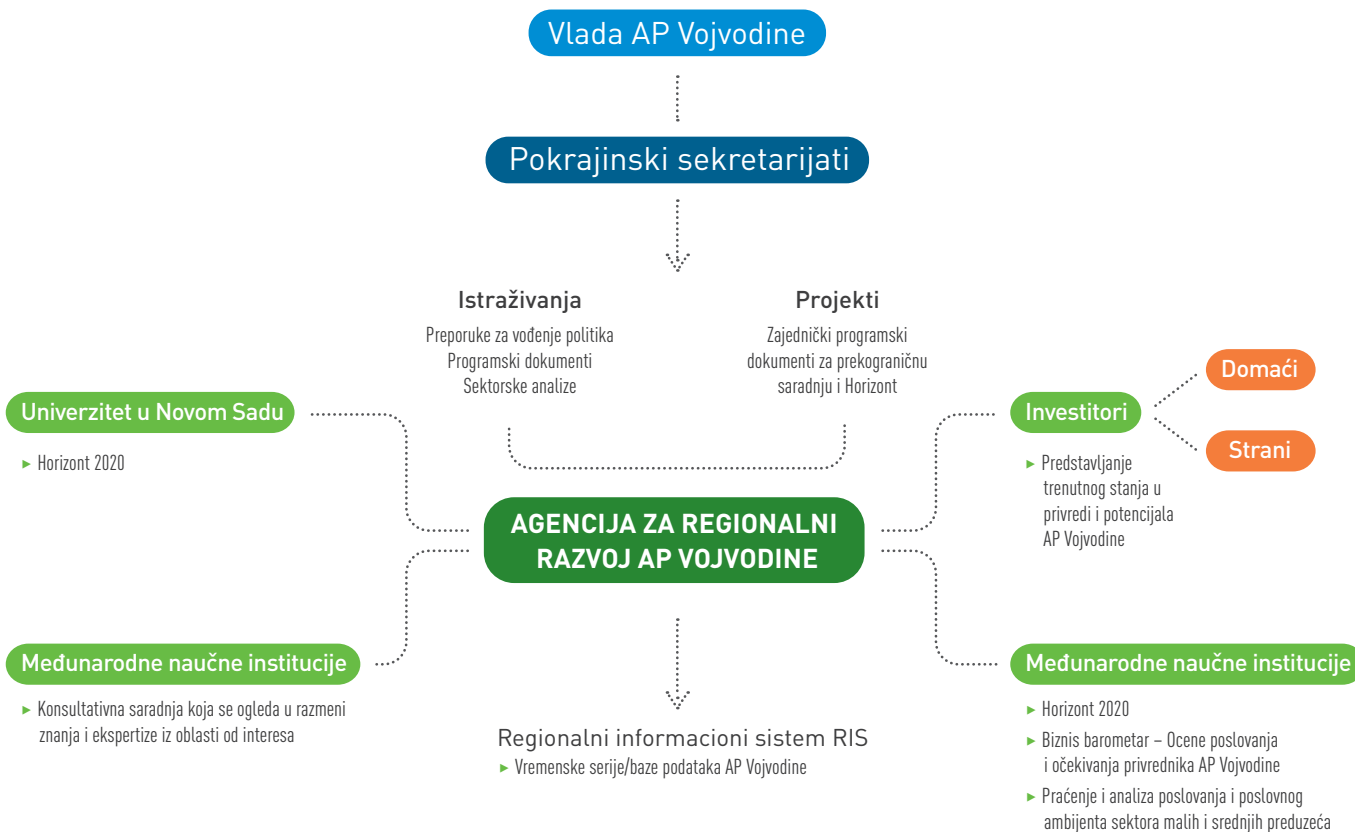 Vlada AP Vojvodine
Pokrajinski sekretarijati
Istraživanja
Preporuke za vođenje politika
Programski dokumenti
Sektorske analize
Projekti
Zajednički programski
dokumenti za prekograničnu
saradnju i Horizont
Univerzitet u Novom Sadu
► Horizont 2020
Investitori
► Predstavljanje
trenutnog stanja u
privredi i potencijala
AP Vojvodine
Domaći
Strani
AGENCIJA ZA REGIONALNI
RAZVOJ AP VOJVODINE
Međunarodne naučne institucije
► Konsultativna saradnja koja se ogleda u razmeni
znanja i ekspertize iz oblasti od interesa
Regionalni informacioni sistem RIS
► Vremenske serije/baze podataka AP Vojvodine
Međunarodne naučne institucije
► Horizont 2020
► Biznis barometar – Ocene poslovanja
i očekivanja privrednika AP Vojvodine
► Praćenje i analiza poslovanja i poslovnog
ambijenta sektora malih i srednjih preduzeća